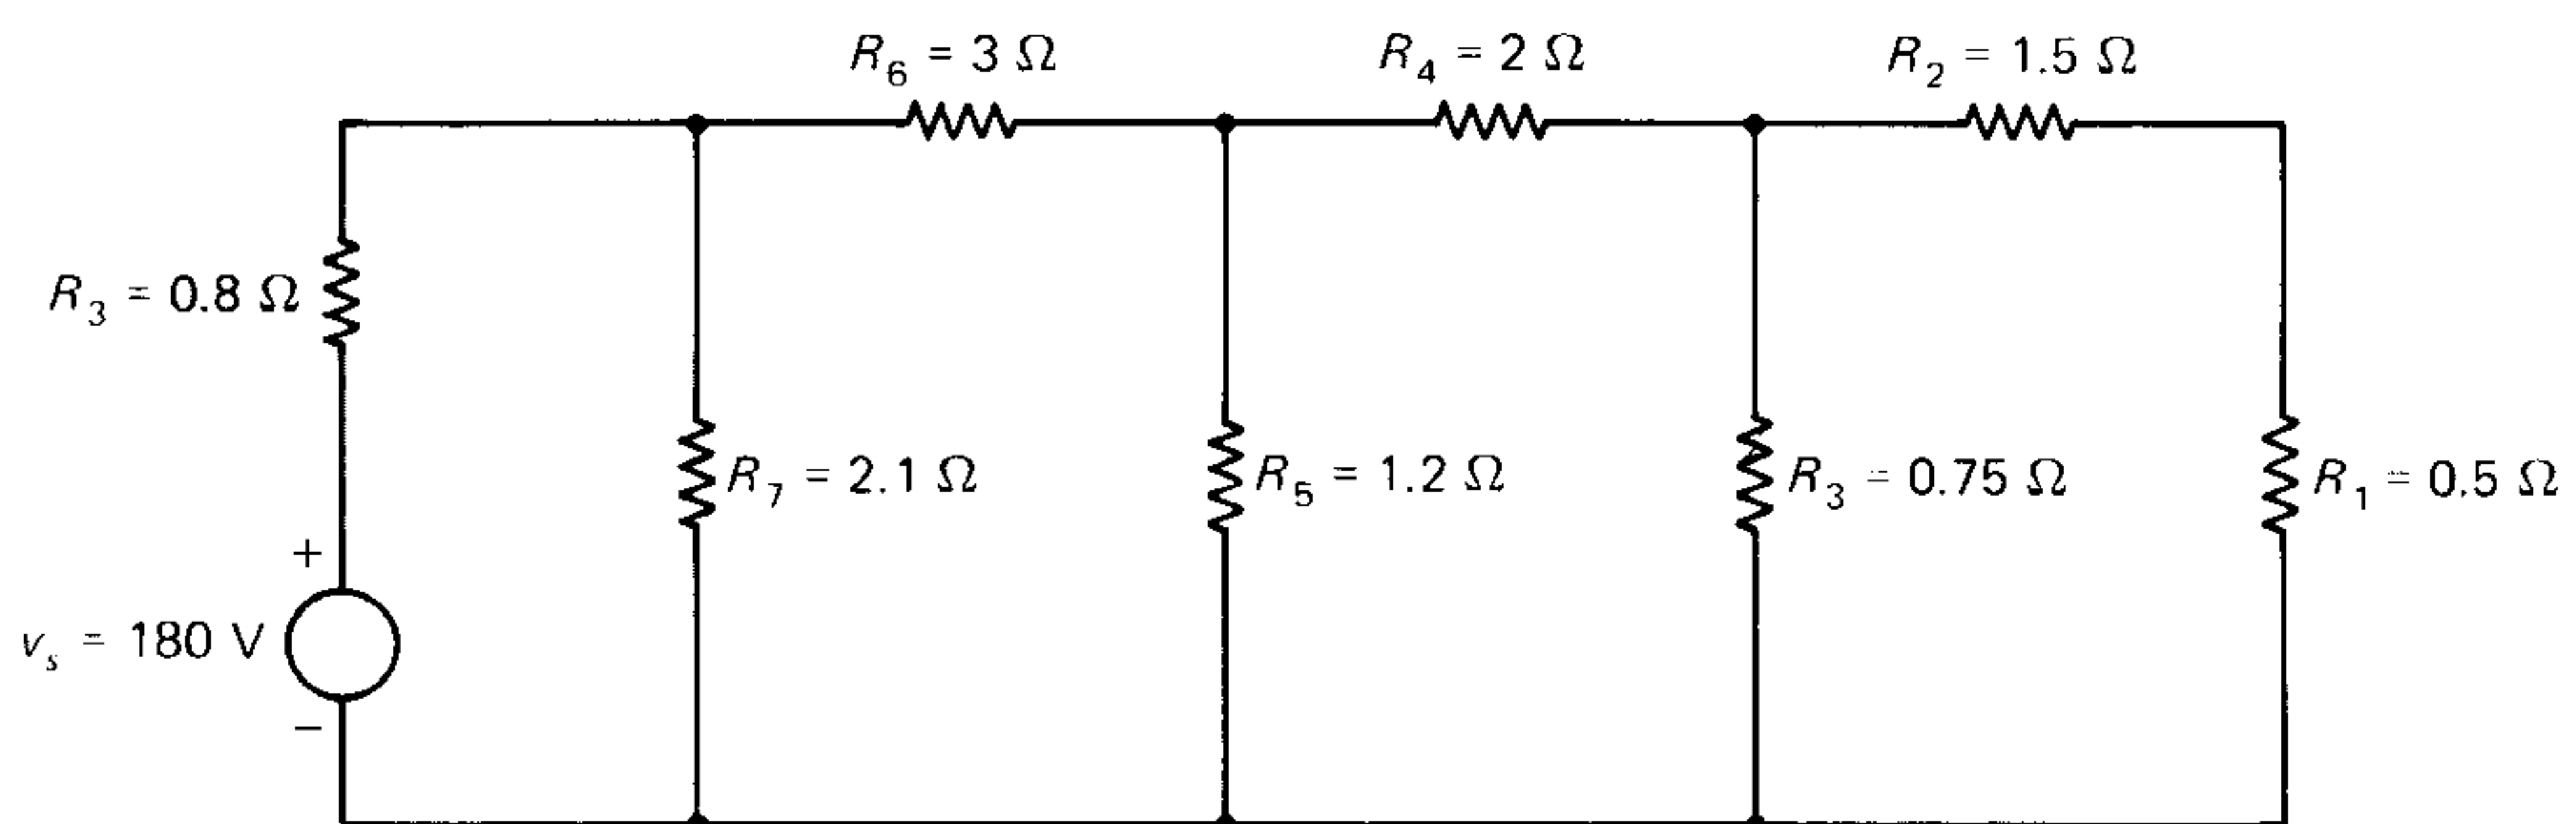 R₆ = 3 Ω
R₄ = 2 Ω
R₂ = 1.5 Ω
R₃ = 0.8 Ω
R₇ = 2.1 Ω
R₅ = 1.2 Ω
R₃ = 0.75 Ω
R₁ = 0.5 Ω
+
vₛ = 180 V
−